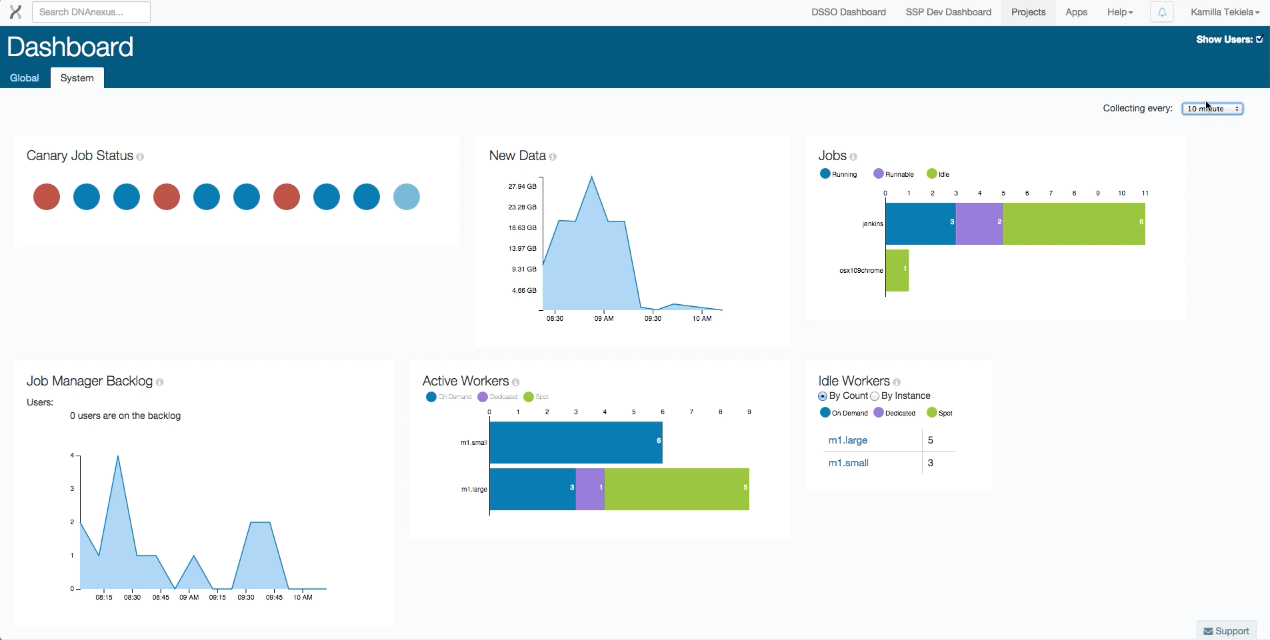 Search DNAnexus...
DSSO Dashboard SSP Dev Dashboard Projects Apps Help Kamilla Tekiela
Dashboard
Show Users:
Global System
Collecting every: 10 minute
Canary Job Status
New Data
27.94 GB
23.28 GB
18.63 GB
13.97 GB
9.31 GB
4.66 GB
08:30 09 AM 09:30 10 AM
Jobs
Running Runnable Idle
0 1 2 3 4 5 6 7 8 9 10 11
jenkins 3 2 6
osx109chrome 1
Job Manager Backlog
Users:
0 users are on the backlog
4
3
2
1
0
08:15 08:30 08:45 09 AM 09:15 09:30 09:45 10 AM
Active Workers
On Demand Dedicated Spot
0 1 2 3 4 5 6 7 8 9
m1.small 6
m1.large 3 1 5
Idle Workers
By Count By Instance
On Demand Dedicated Spot
m1.large 5
m1.small 3
Support